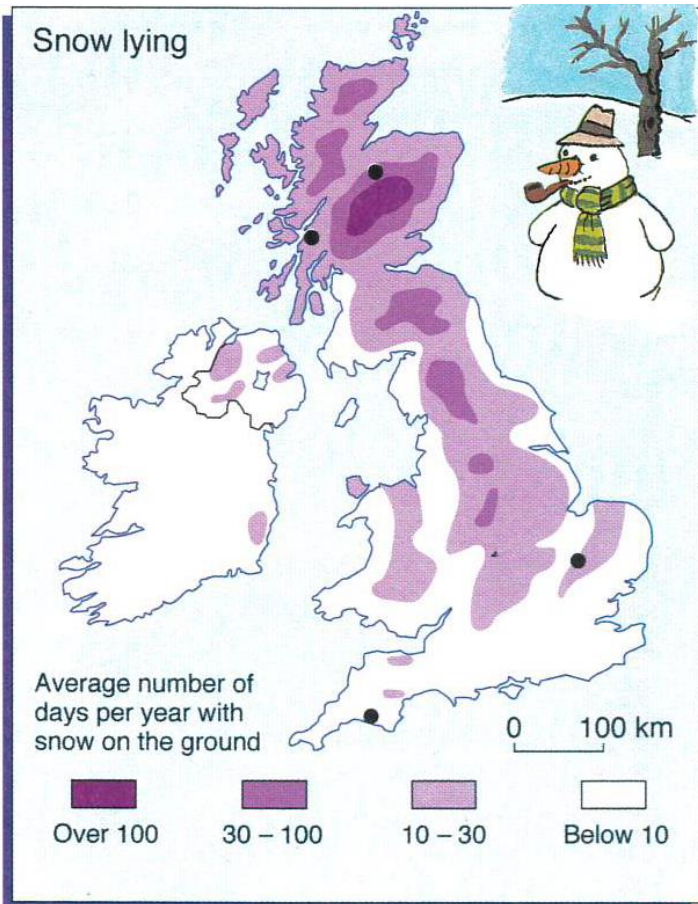 Snow lying
Average number of
days per year with
snow on the ground
0 100 km
Over 100
30 – 100
10 – 30
Below 10